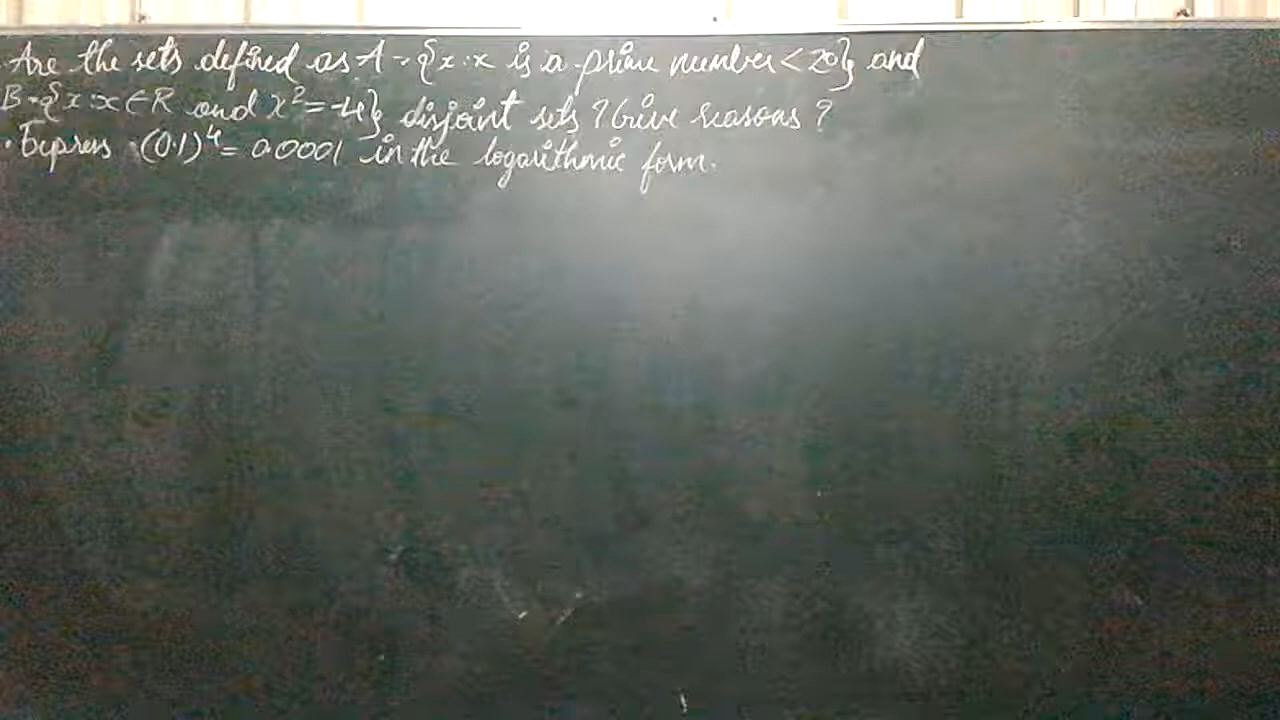 . Are the sets defined as A = {x : x is a prime number < 20} and
B = {x : x ∈ R and x² = -4} disjoint sets ? Give reasons ?
. Express (0.1)⁴ = 0.0001 in the logarithmic form.